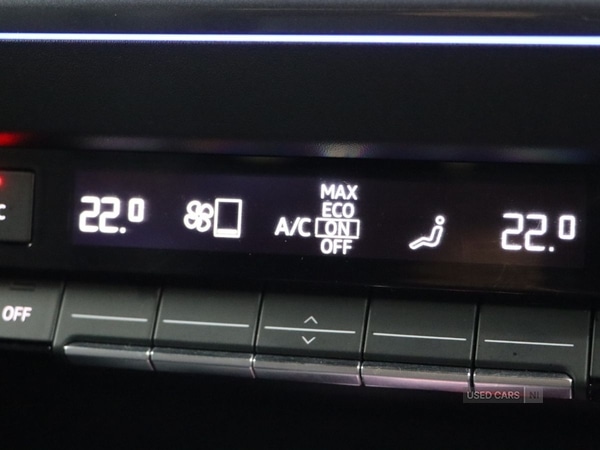 MAX
ECO
22.0 A/C ON 22.0
OFF
C
OFF
USED CARS NI